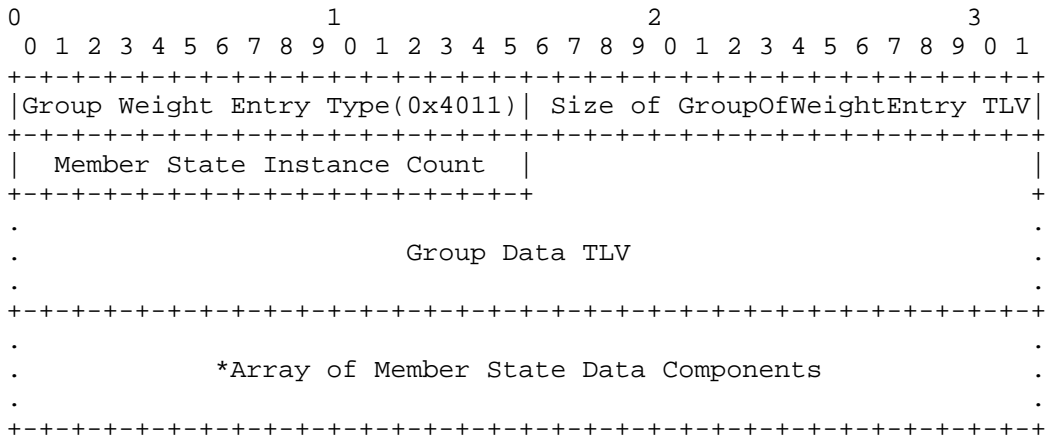 0                   1                   2                   3
 0 1 2 3 4 5 6 7 8 9 0 1 2 3 4 5 6 7 8 9 0 1 2 3 4 5 6 7 8 9 0 1
+-+-+-+-+-+-+-+-+-+-+-+-+-+-+-+-+-+-+-+-+-+-+-+-+-+-+-+-+-+-+-+-+
|Group Weight Entry Type(0x4011)| Size of GroupOfWeightEntry TLV|
+-+-+-+-+-+-+-+-+-+-+-+-+-+-+-+-+-+-+-+-+-+-+-+-+-+-+-+-+-+-+-+-+
|  Member State Instance Count  |                               |
+-+-+-+-+-+-+-+-+-+-+-+-+-+-+-+-+                               +
.                                                               .
.                        Group Data TLV                         .
.                                                               .
+-+-+-+-+-+-+-+-+-+-+-+-+-+-+-+-+-+-+-+-+-+-+-+-+-+-+-+-+-+-+-+-+
.                                                               .
.            *Array of Member State Data Components             .
.                                                               .
+-+-+-+-+-+-+-+-+-+-+-+-+-+-+-+-+-+-+-+-+-+-+-+-+-+-+-+-+-+-+-+-+